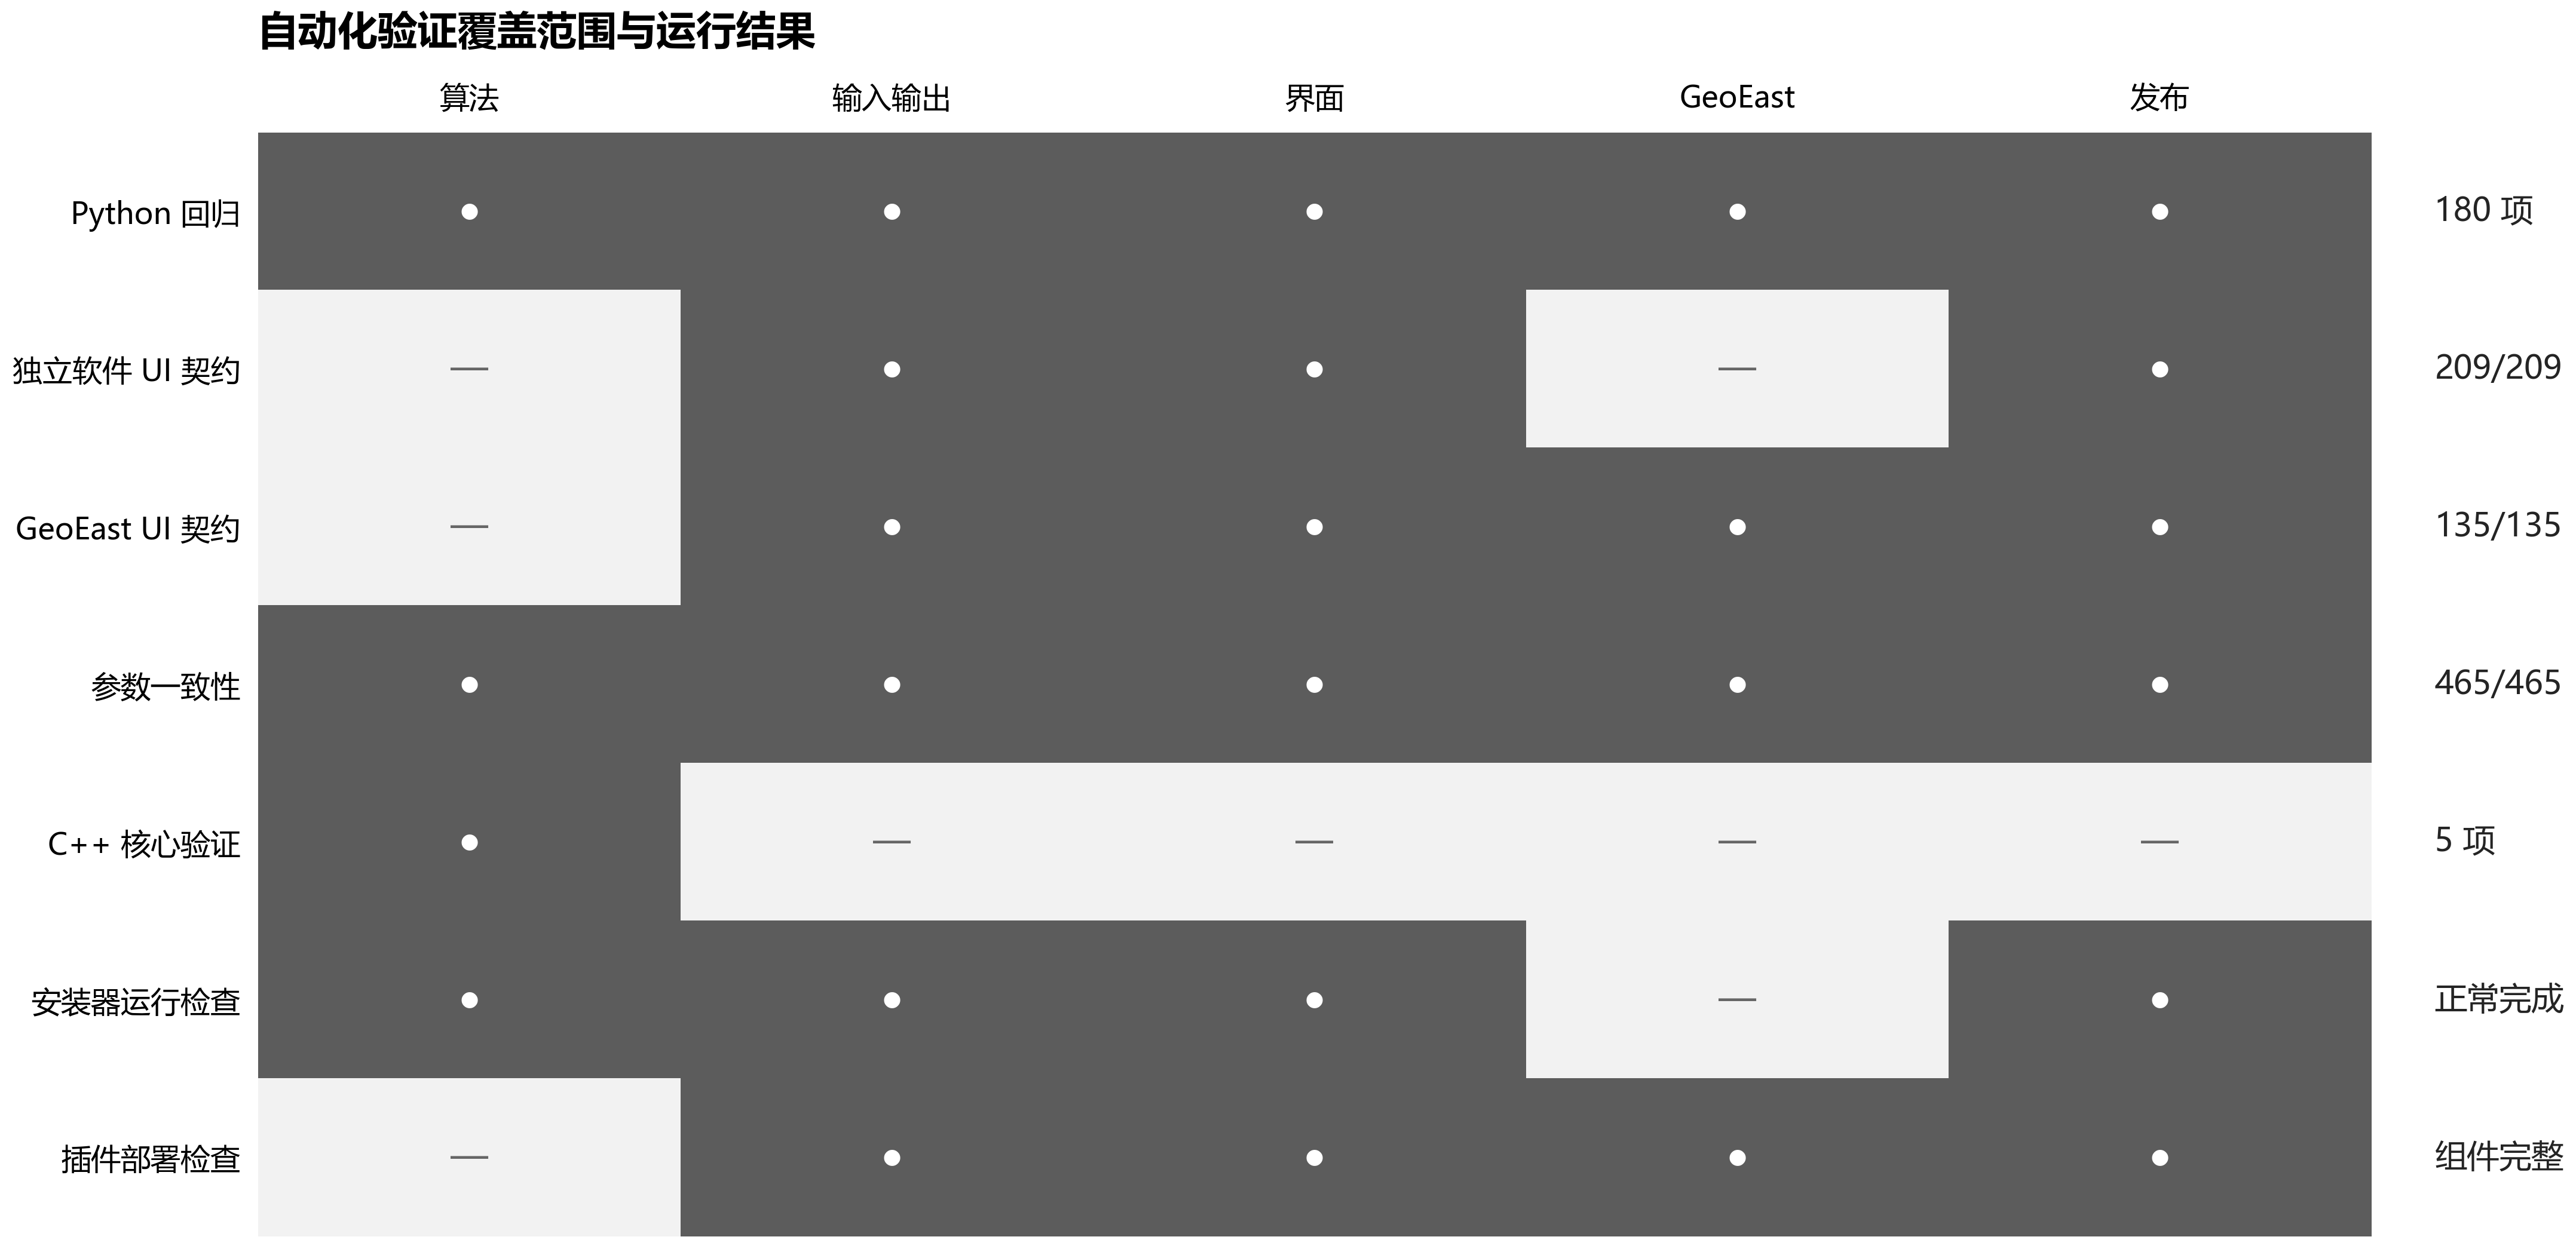 自动化验证覆盖范围与运行结果
算法 输入输出 界面 GeoEast 发布
Python 回归 ● ● ● ● ● 180 项
独立软件 UI 契约 — ● ● — ● 209/209
GeoEast UI 契约 — ● ● ● ● 135/135
参数一致性 ● ● ● ● ● 465/465
C++ 核心验证 ● — — — — 5 项
安装器运行检查 ● ● ● — ● 正常完成
插件部署检查 — ● ● ● ● 组件完整